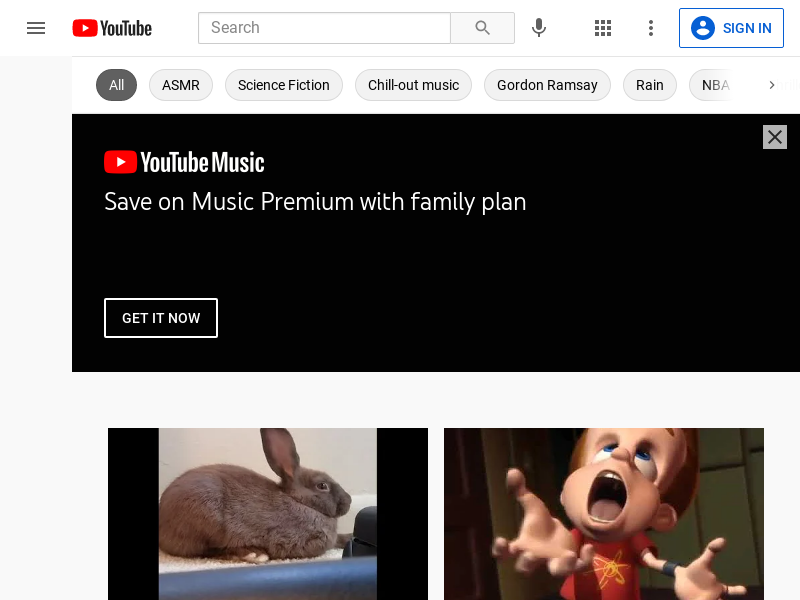 YouTube
Search
SIGN IN
All
ASMR
Science Fiction
Chill-out music
Gordon Ramsay
Rain
NBA
YouTube Music
Save on Music Premium with family plan
GET IT NOW